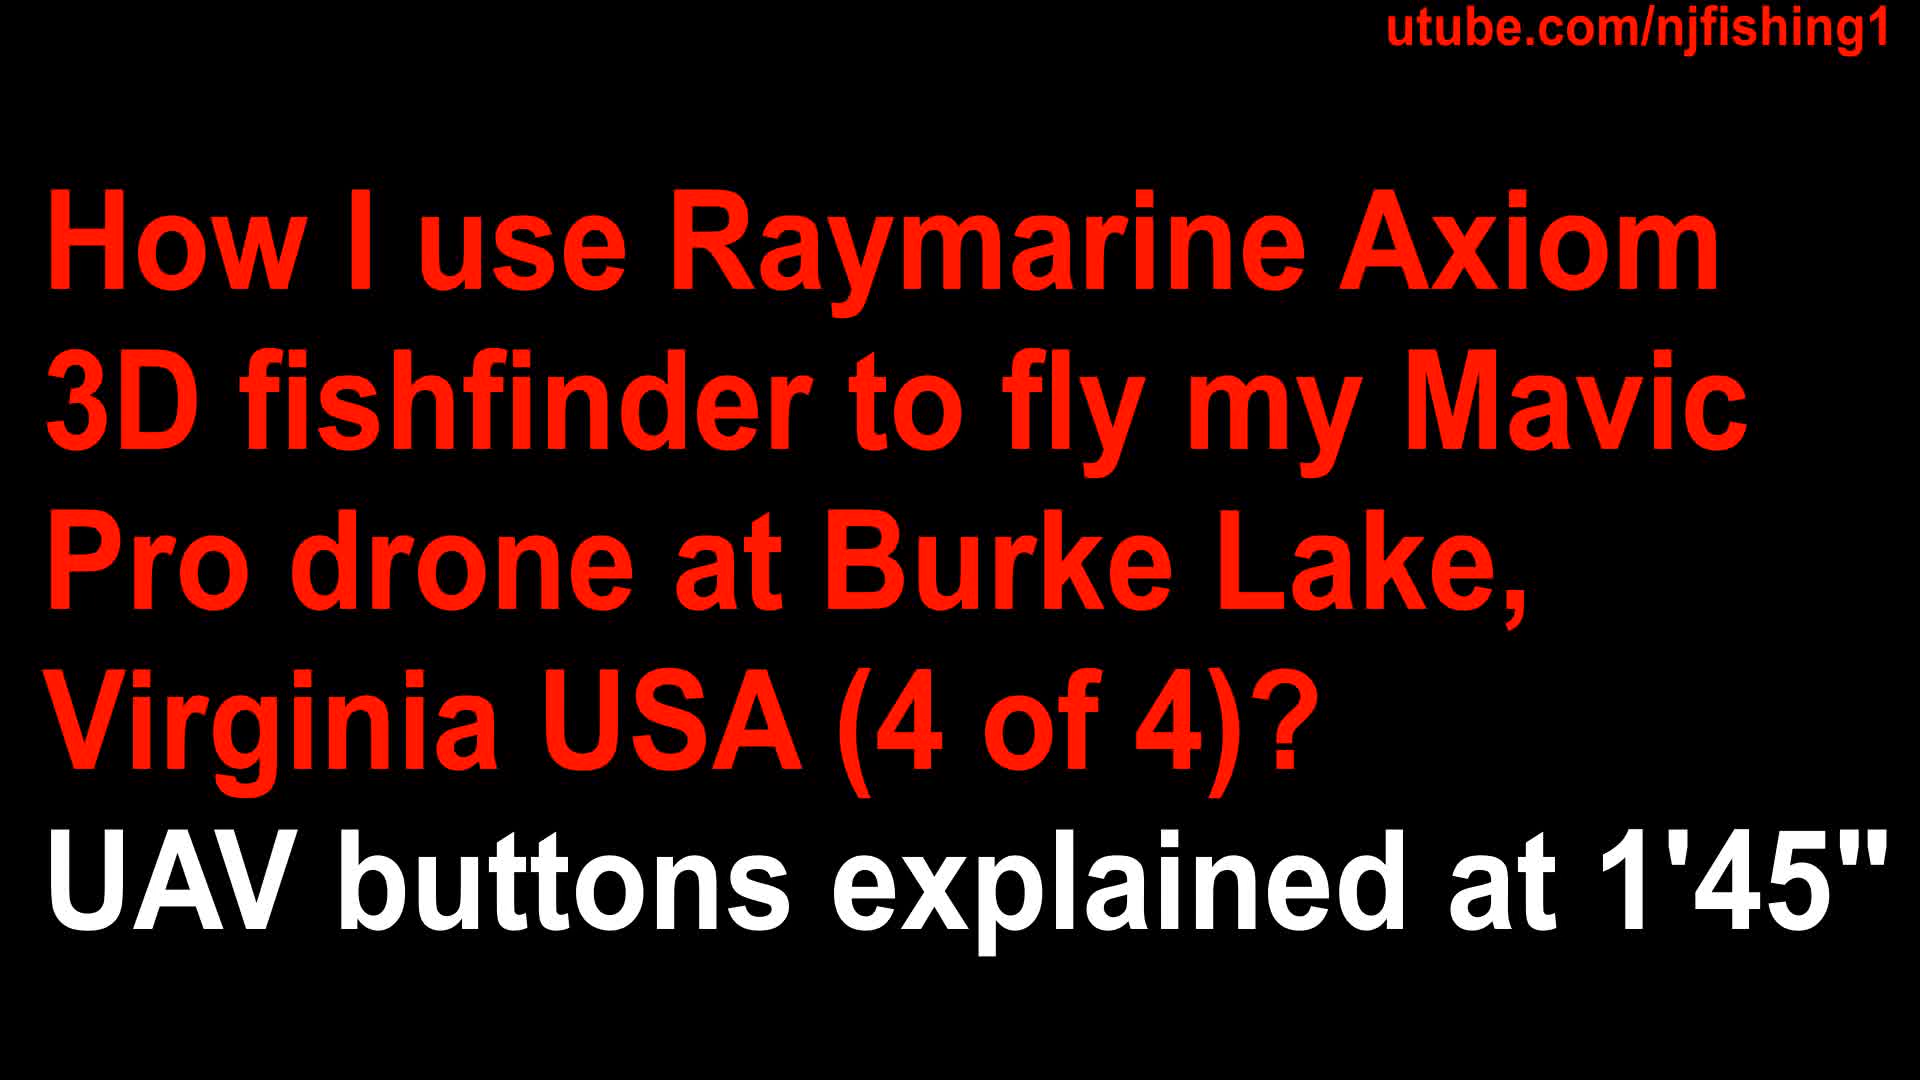 utube.com/njfishing1
How I use Raymarine Axiom
3D fishfinder to fly my Mavic
Pro drone at Burke Lake,
Virginia USA (4 of 4)?
UAV buttons explained at 1'45"